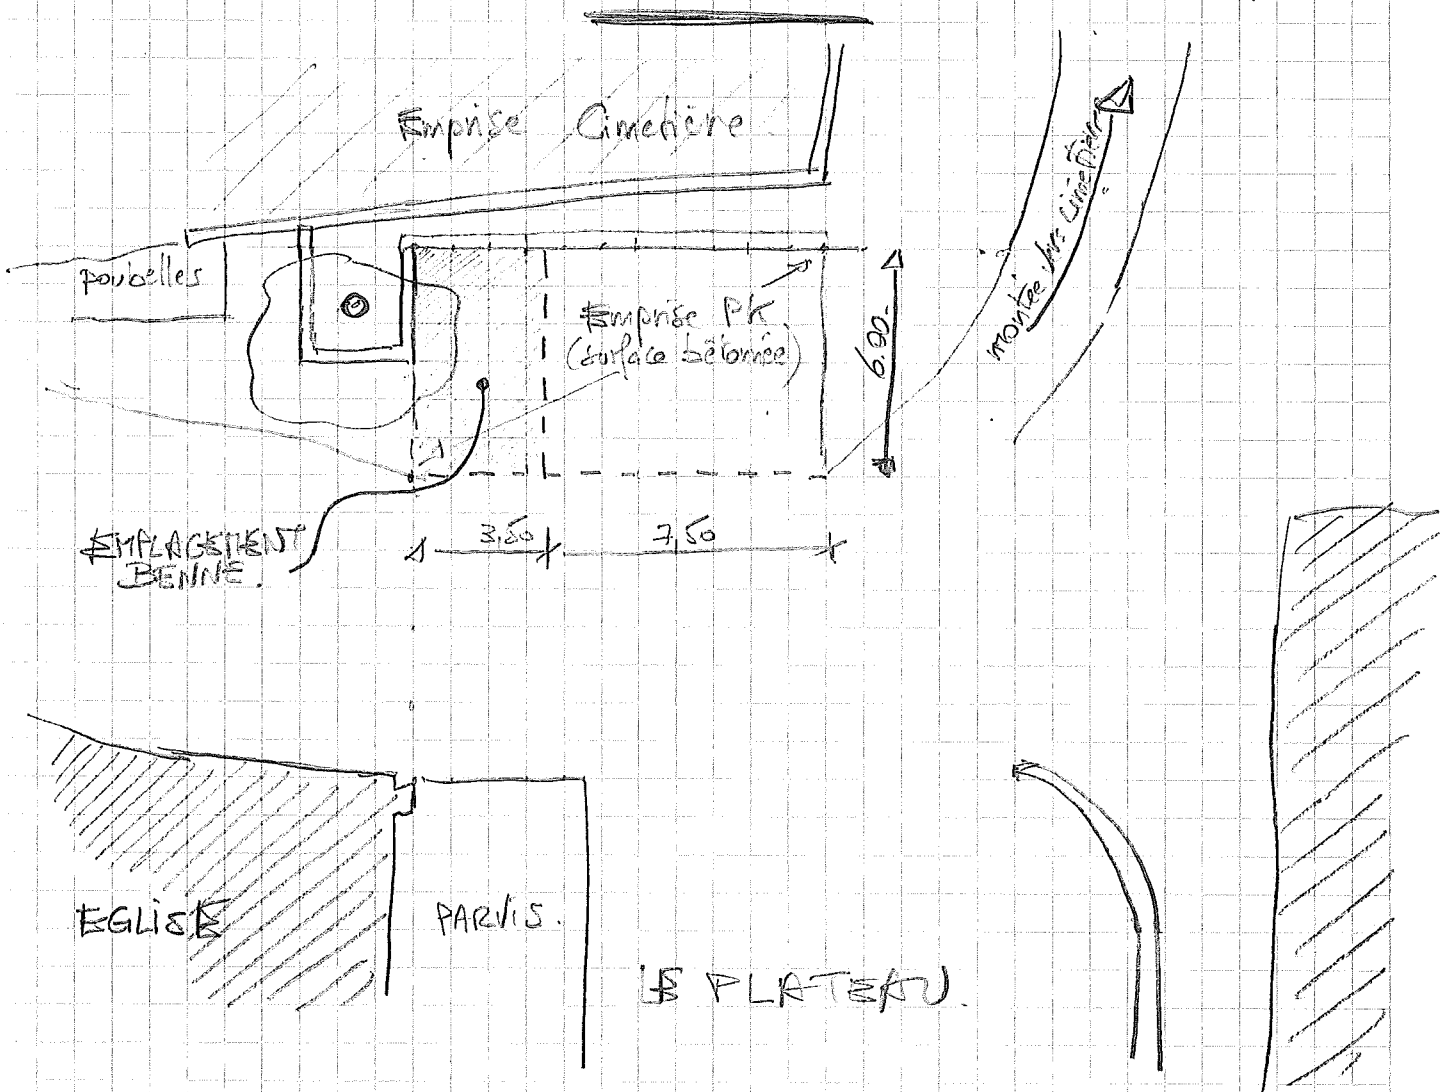 Emprise Cimetière
montée vers Cimetière
poubelles
Emprise PK.
(surface bétonnée)
6.00-
EMPLACEMENT
BENNE.
3,50
7,50
EGLISE
PARVIS.
LE PLATEAU.